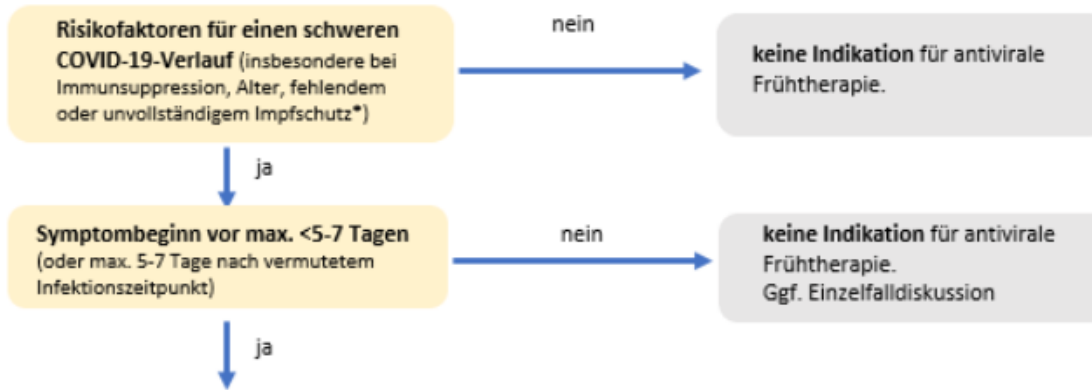 Risikofaktoren für einen schweren
COVID-19-Verlauf (insbesondere bei
Immunsuppression, Alter, fehlendem
oder unvollständigem Impfschutz*)
nein
keine Indikation für antivirale
Frühtherapie.
ja
Symptombeginn vor max. <5-7 Tagen
(oder max. 5-7 Tage nach vermutetem
Infektionszeitpunkt)
nein
keine Indikation für antivirale
Frühtherapie.
Ggf. Einzelfalldiskussion
ja